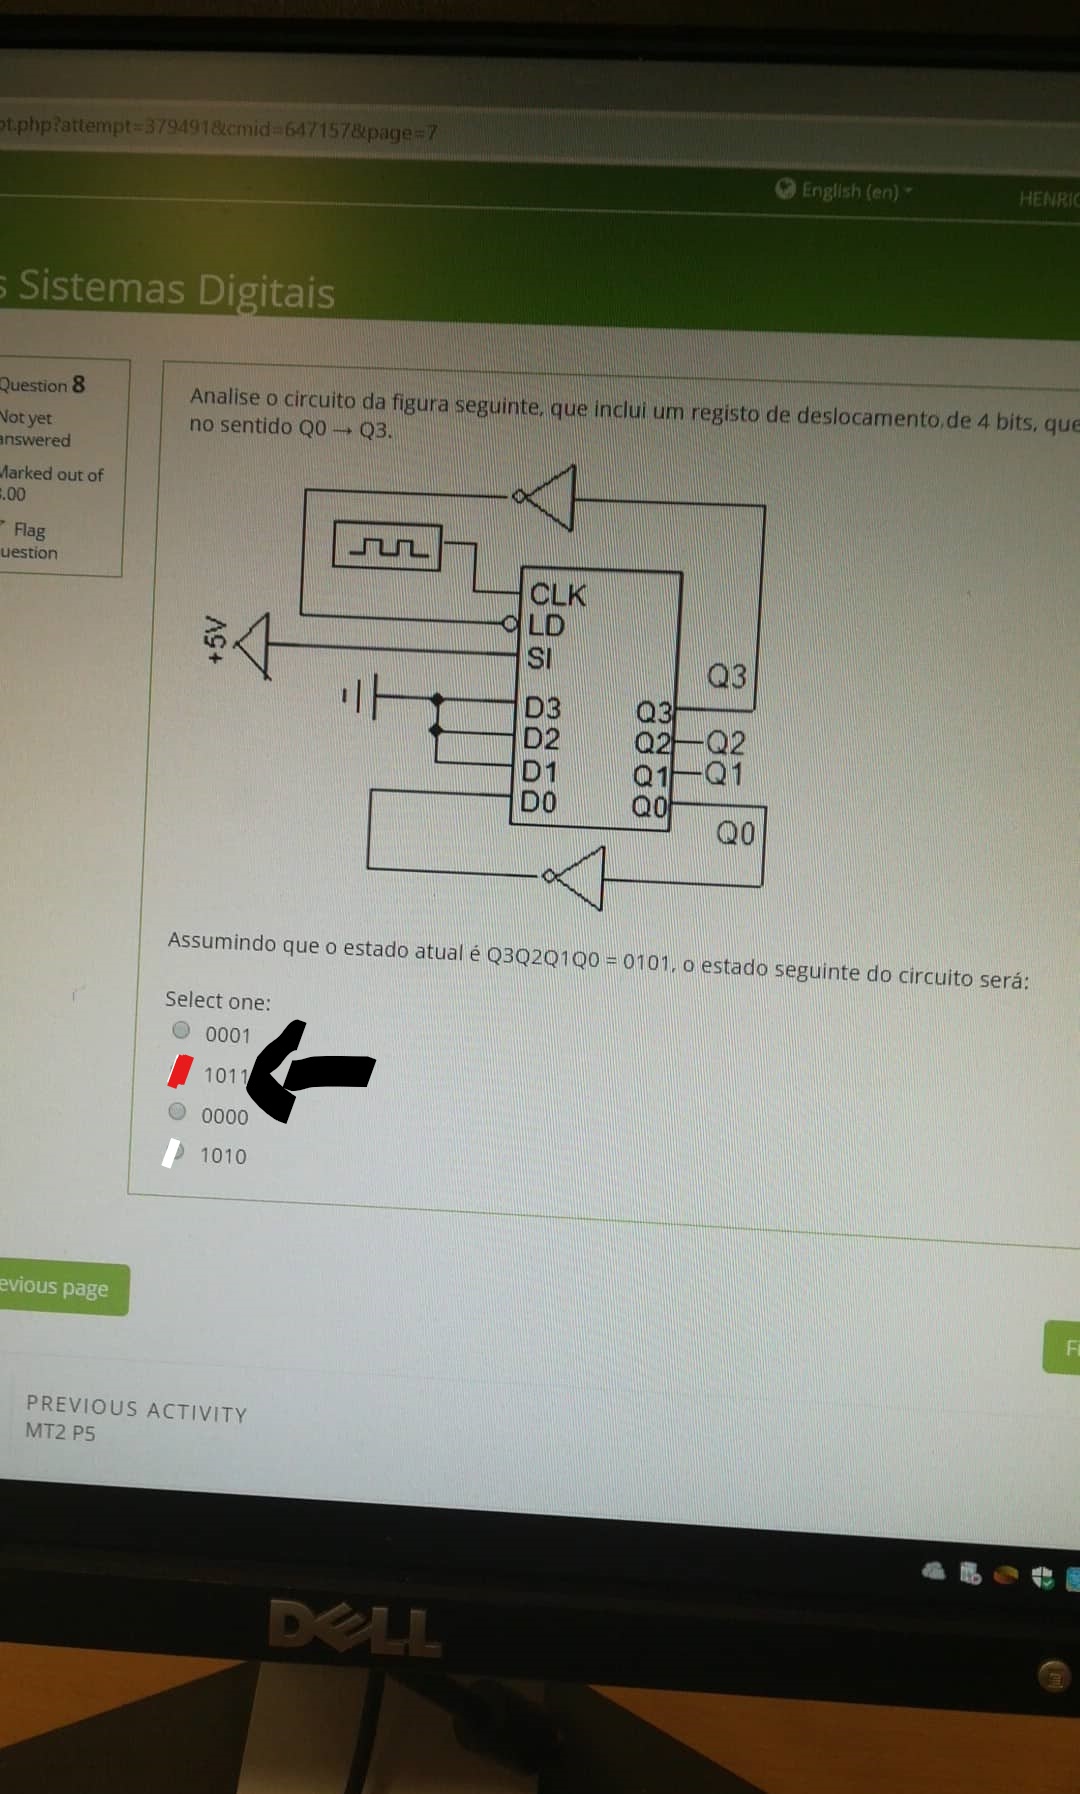 pt.php?attempt=379491&cmid=647157&page=7
English (en)
Sistemas Digitais
Question 8
Not yet
answered
Marked out of
.00
Flag
Analise o circuito da figura seguinte, que inclui um registo de deslocamento de 4 bits, que
no sentido Q0 → Q3.
CLK
LD
+5V
SI
Q3
D3 Q3
D2 Q2 Q2
D1 Q1 Q1
D0 Q0
Q0
Assumindo que o estado atual é Q3Q2Q1Q0 = 0101, o estado seguinte do circuito será:
Select one:
0001
1011
0000
1010
evious page
PREVIOUS ACTIVITY
MT2 P5
DELL